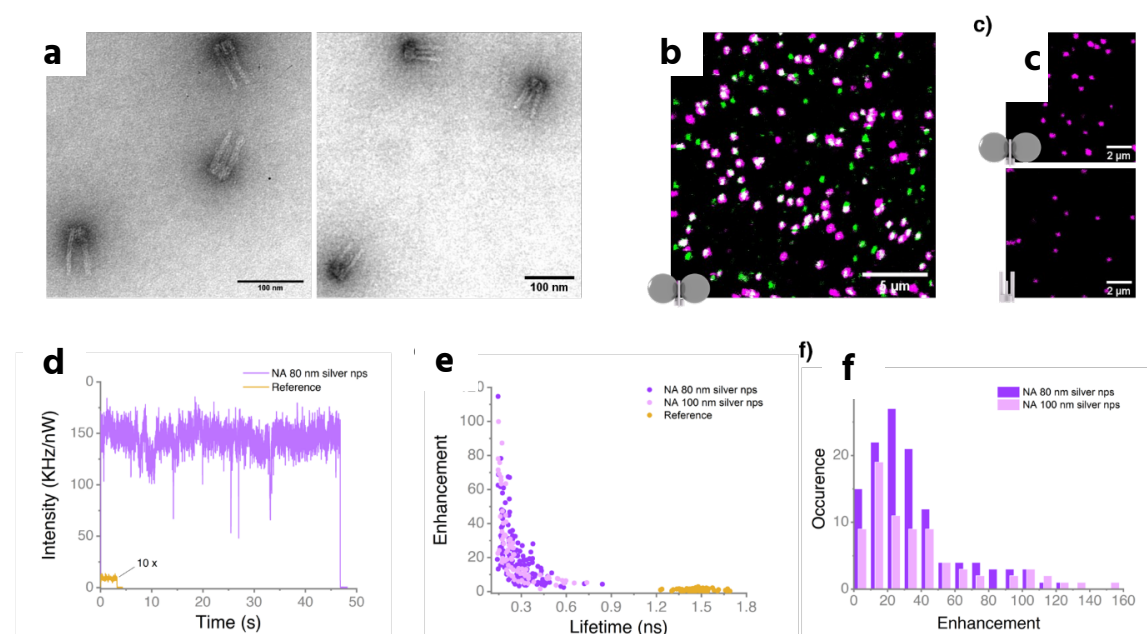 a
100 nm
100 nm
b
5 µm
c)
c
2 µm
2 µm
d
NA 80 nm silver nps
Reference
Intensity (KHz/nW)
0
150
100
50
0
10 x
0 10 20 30 40 50
Time (s)
e
NA 80 nm silver nps
NA 100 nm silver nps
Reference
Enhancement
0
100
80
60
40
20
0
0.3 0.6 0.9 1.2 1.5 1.8
Lifetime (ns)
f)
f
NA 80 nm silver nps
NA 100 nm silver nps
Occurence
20
10
0
0 20 40 60 80 100 120 140 160
Enhancement